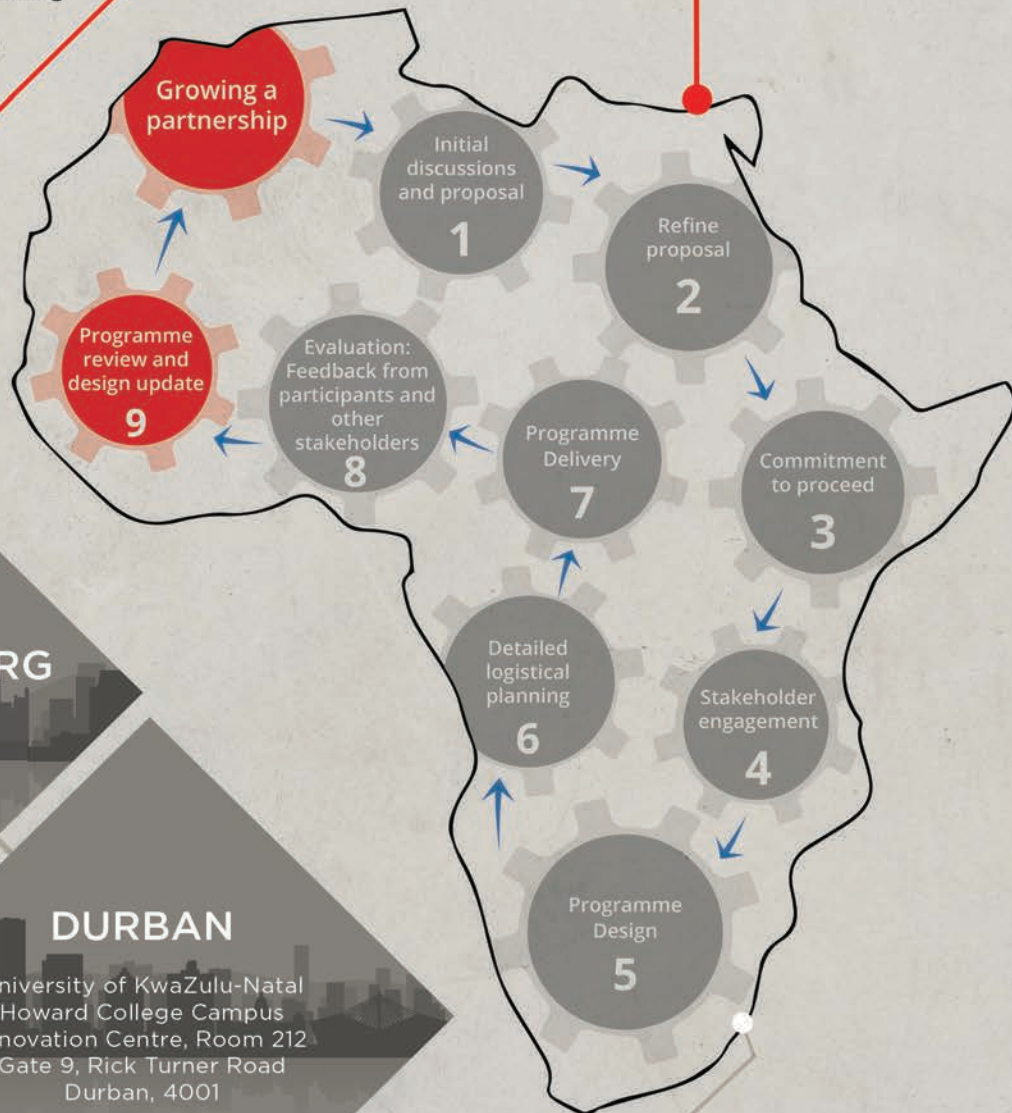 Growing a
partnership
Initial
discussions
and proposal
1
Refine
proposal
2
Commitment
to proceed
3
Stakeholder
engagement
4
Programme
Design
5
Detailed
logistical
planning
6
Programme
Delivery
7
Evaluation:
Feedback from
participants and
other
stakeholders
8
Programme
review and
design update
9
RG
DURBAN
niversity of KwaZulu-Natal
Howard College Campus
novation Centre, Room 212
Gate 9, Rick Turner Road
Durban, 4001